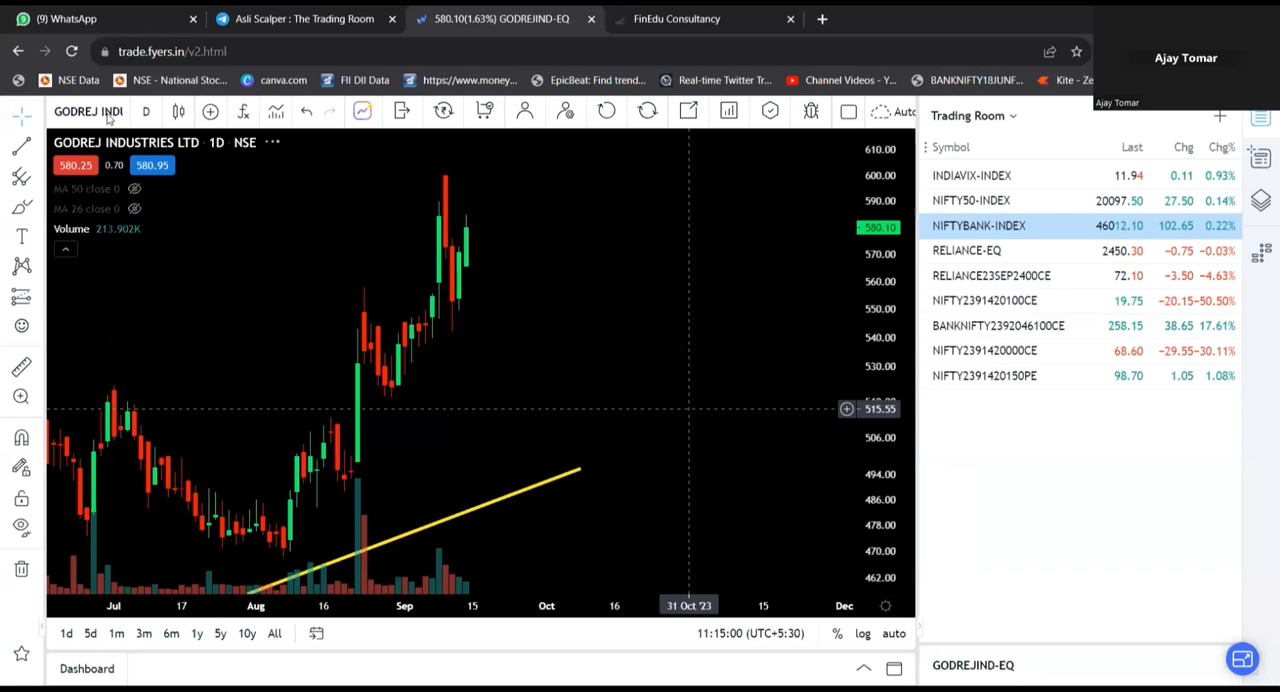 (9) WhatsApp
Asli Scalper : The Trading Room
580.10(1.63%) GODREJIND-EQ
FinEdu Consultancy
trade.fyers.in/v2.html
Ajay Tomar
Ajay Tomar
NSE Data
NSE - National Stoc...
canva.com
FII DII Data
https://www.money...
EpicBeat: Find trend...
Real-time Twitter Tr...
Channel Videos - Y...
BANKNIFTY18JUNF...
Kite - Ze
GODREJ INDI
D
Auto
Trading Room
GODREJ INDUSTRIES LTD · 1D · NSE
580.25 0.70 580.95
MA 50 close 0
MA 26 close 0
Volume 213.902K
610.00
600.00
590.00
580.10
570.00
560.00
550.00
540.00
530.00
515.55
506.00
494.00
486.00
478.00
470.00
462.00
Jul 17 Aug 16 Sep 15 Oct 16 31 Oct '23 15 Dec
Symbol Last Chg Chg%
INDIAVIX-INDEX 11.94 0.11 0.93%
NIFTY50-INDEX 20097.50 27.50 0.14%
NIFTYBANK-INDEX 46012.10 102.65 0.22%
RELIANCE-EQ 2450.30 -0.75 -0.03%
RELIANCE23SEP2400CE 72.10 -3.50 -4.63%
NIFTY2391420100CE 19.75 -20.15 -50.50%
BANKNIFTY2392046100CE 258.15 38.65 17.61%
NIFTY2391420000CE 68.60 -29.55 -30.11%
NIFTY2391420150PE 98.70 1.05 1.08%
1d 5d 1m 3m 6m 1y 5y 10y All
11:15:00 (UTC+5:30) % log auto
Dashboard
GODREJIND-EQ